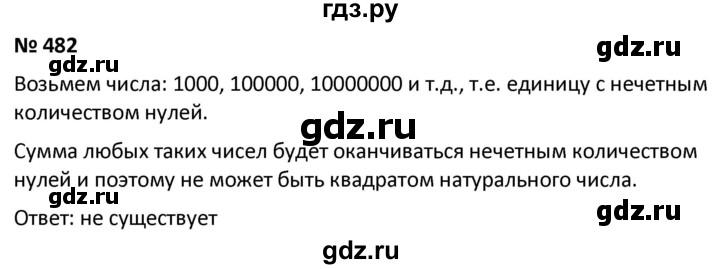 гдз.ру
№ 482
gdz.ru
gdz.ru
Возьмем числа: 1000, 100000, 10000000 и т.д., т.е. единицу с нечетным
количеством нулей.
gdz.ru
Сумма любых таких чисел будет оканчиваться нечетным количеством
нулей и поэтому не может быть квадратом натурального числа.
Ответ: не существует
gdz.ru
gdz.ru
gdz.ru